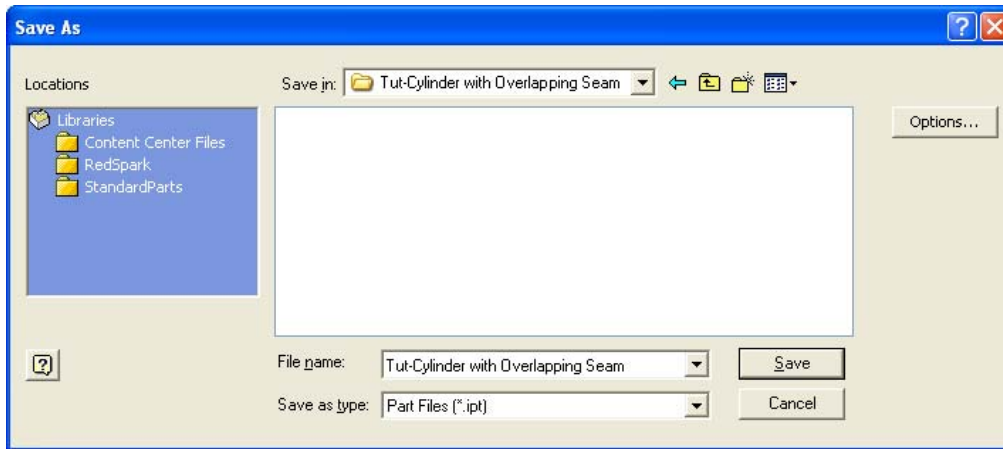 Save As
Locations
Save in: Tut-Cylinder with Overlapping Seam
Libraries
Content Center Files
RedSpark
StandardParts
Options...
File name: Tut-Cylinder with Overlapping Seam
Save
Save as type: Part Files (*.ipt)
Cancel